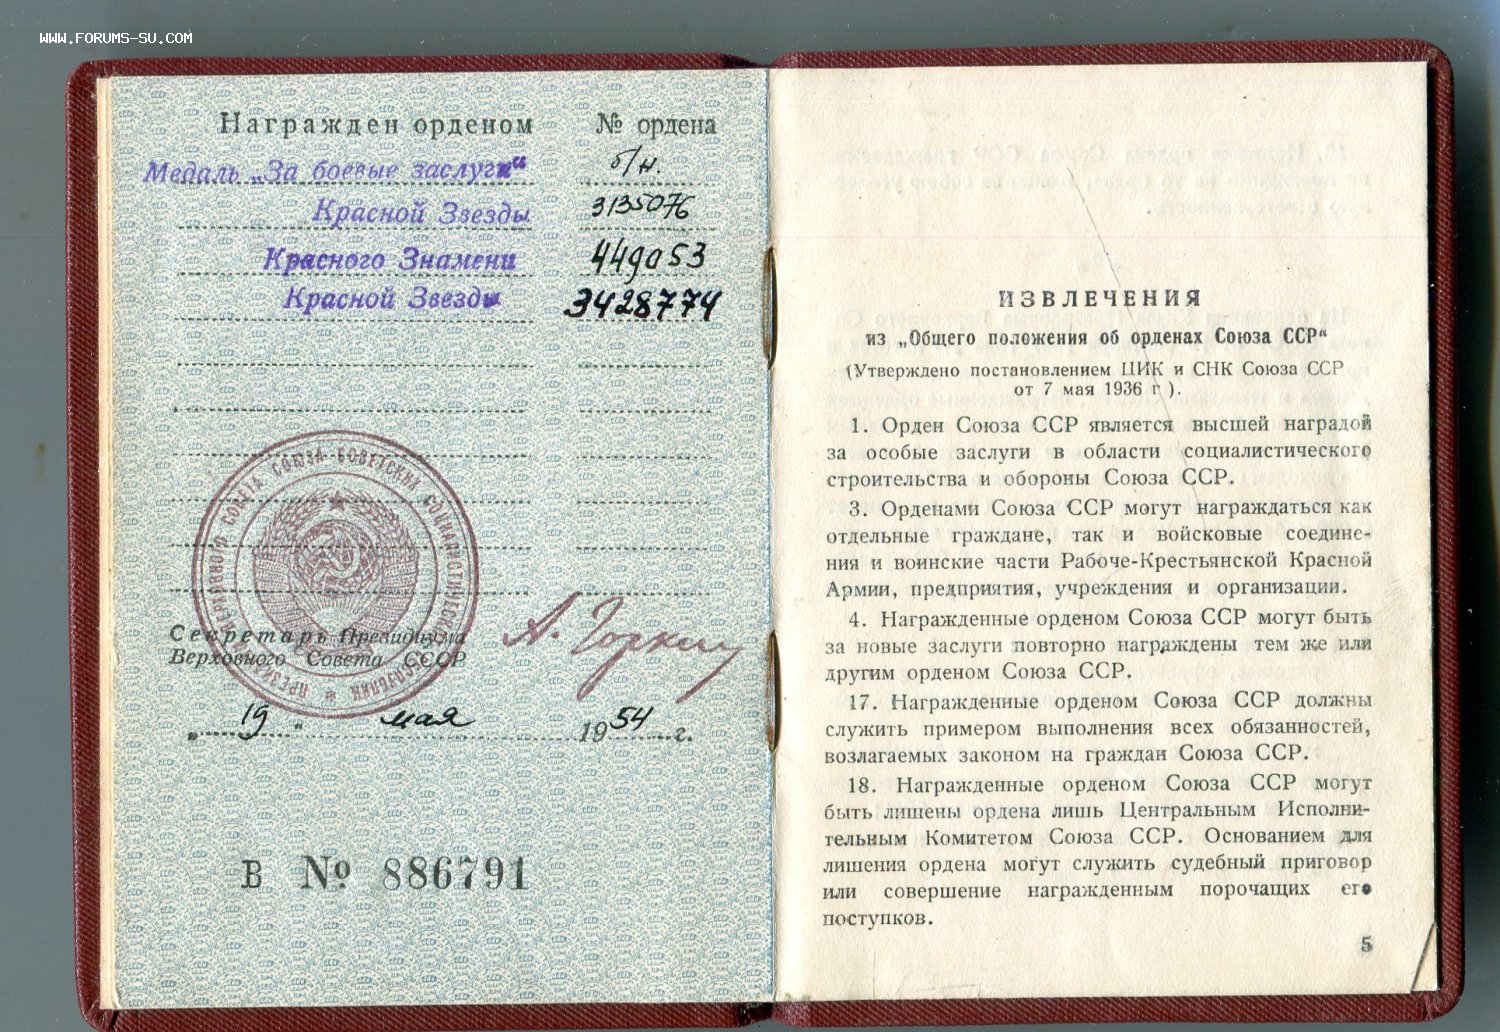 WWW.FORUMS-SU.COM
Награжден орденом № ордена
Медаль „За боевые заслуги“ б/н.
Красной Звезды 3135076
Красного Знамени 449053
Красной Звезды 3428774
ПРЕЗИДИУМ ВЕРХОВНОГО СОВЕТА СОЮЗА СОВЕТСКИХ СОЦИАЛИСТИЧЕСКИХ РЕСПУБЛИК
Секретарь Президиума
Верховного Совета СССР
А. Горкин
„19“ мая 1954 г.
В № 886791
ИЗВЛЕЧЕНИЯ
из „Общего положения об орденах Союза ССР“
(Утверждено постановлением ЦИК и СНК Союза ССР
от 7 мая 1936 г.).
1. Орден Союза ССР является высшей наградой
за особые заслуги в области социалистического
строительства и обороны Союза ССР.
3. Орденами Союза ССР могут награждаться как
отдельные граждане, так и войсковые соедине-
ния и воинские части Рабоче-Крестьянской Красной
Армии, предприятия, учреждения и организации.
4. Награжденные орденом Союза ССР могут быть
за новые заслуги повторно награждены тем же или
другим орденом Союза ССР.
17. Награжденные орденом Союза ССР должны
служить примером выполнения всех обязанностей,
возлагаемых законом на граждан Союза ССР.
18. Награжденные орденом Союза ССР могут
быть лишены ордена лишь Центральным Исполни-
тельным Комитетом Союза ССР. Основанием для
лишения ордена могут служить судебный приговор
или совершение награжденным порочащих его
поступков.
5